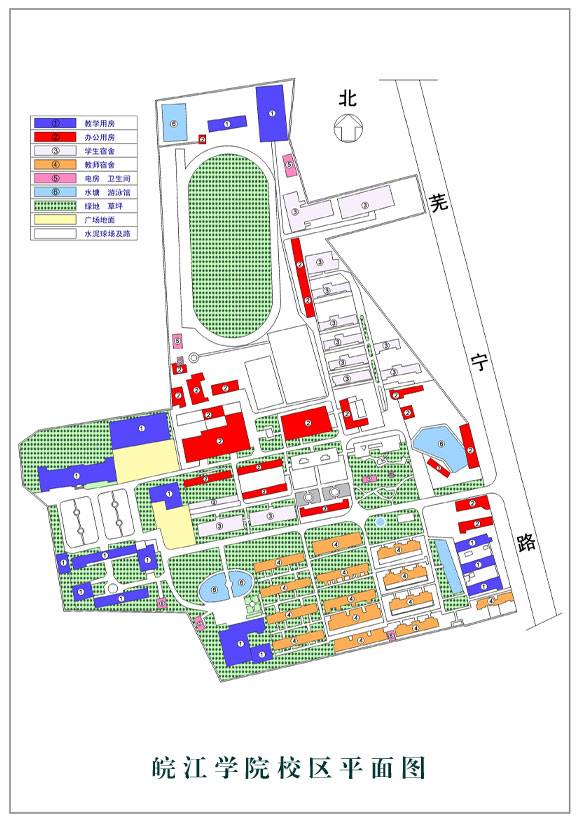 北
① 教学用房
② 办公用房
③ 学生宿舍
④ 教师宿舍
⑤ 电房 卫生间
⑥ 水塘 游泳馆
绿地 草坪
广场地面
水泥球场及路
芜
宁
路
皖江学院校区平面图